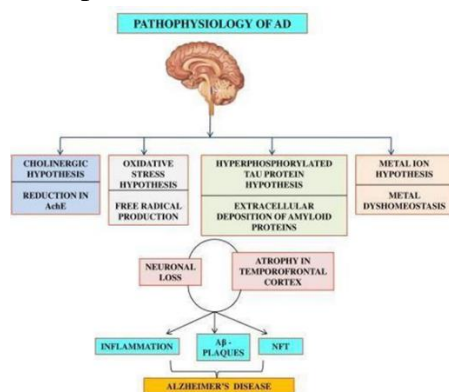 PATHOPHYSIOLOGY OF AD
CHOLINERGIC
HYPOTHESIS
REDUCTION IN
AchE
OXIDATIVE
STRESS
HYPOTHESIS
FREE RADICAL
PRODUCTION
HYPERPHOSPHORYLATED
TAU PROTEIN
HYPOTHESIS
EXTRACELLULAR
DEPOSITION OF AMYLOID
PROTEINS
METAL ION
HYPOTHESIS
METAL
DYSHOMEOSTASIS
NEURONAL
LOSS
ATROPHY IN
TEMPOROFRONTAL
CORTEX
INFLAMMATION
Aβ -
PLAQUES
NFT
ALZHEIMER'S DISEASE